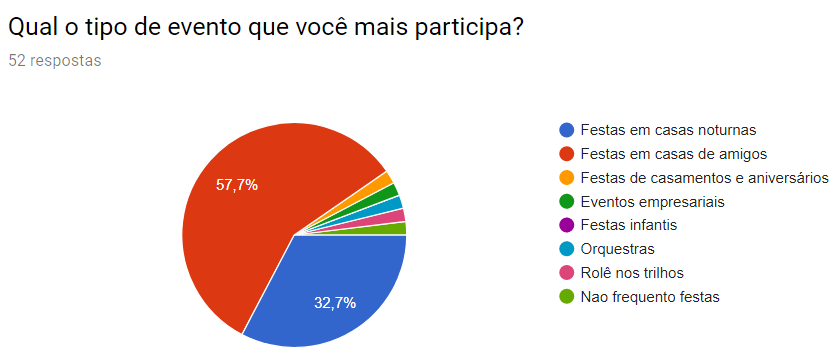 Qual o tipo de evento que você mais participa?
52 respostas
57,7%
32,7%
Festas em casas noturnas
Festas em casas de amigos
Festas de casamentos e aniversários
Eventos empresariais
Festas infantis
Orquestras
Rolê nos trilhos
Nao frequento festas